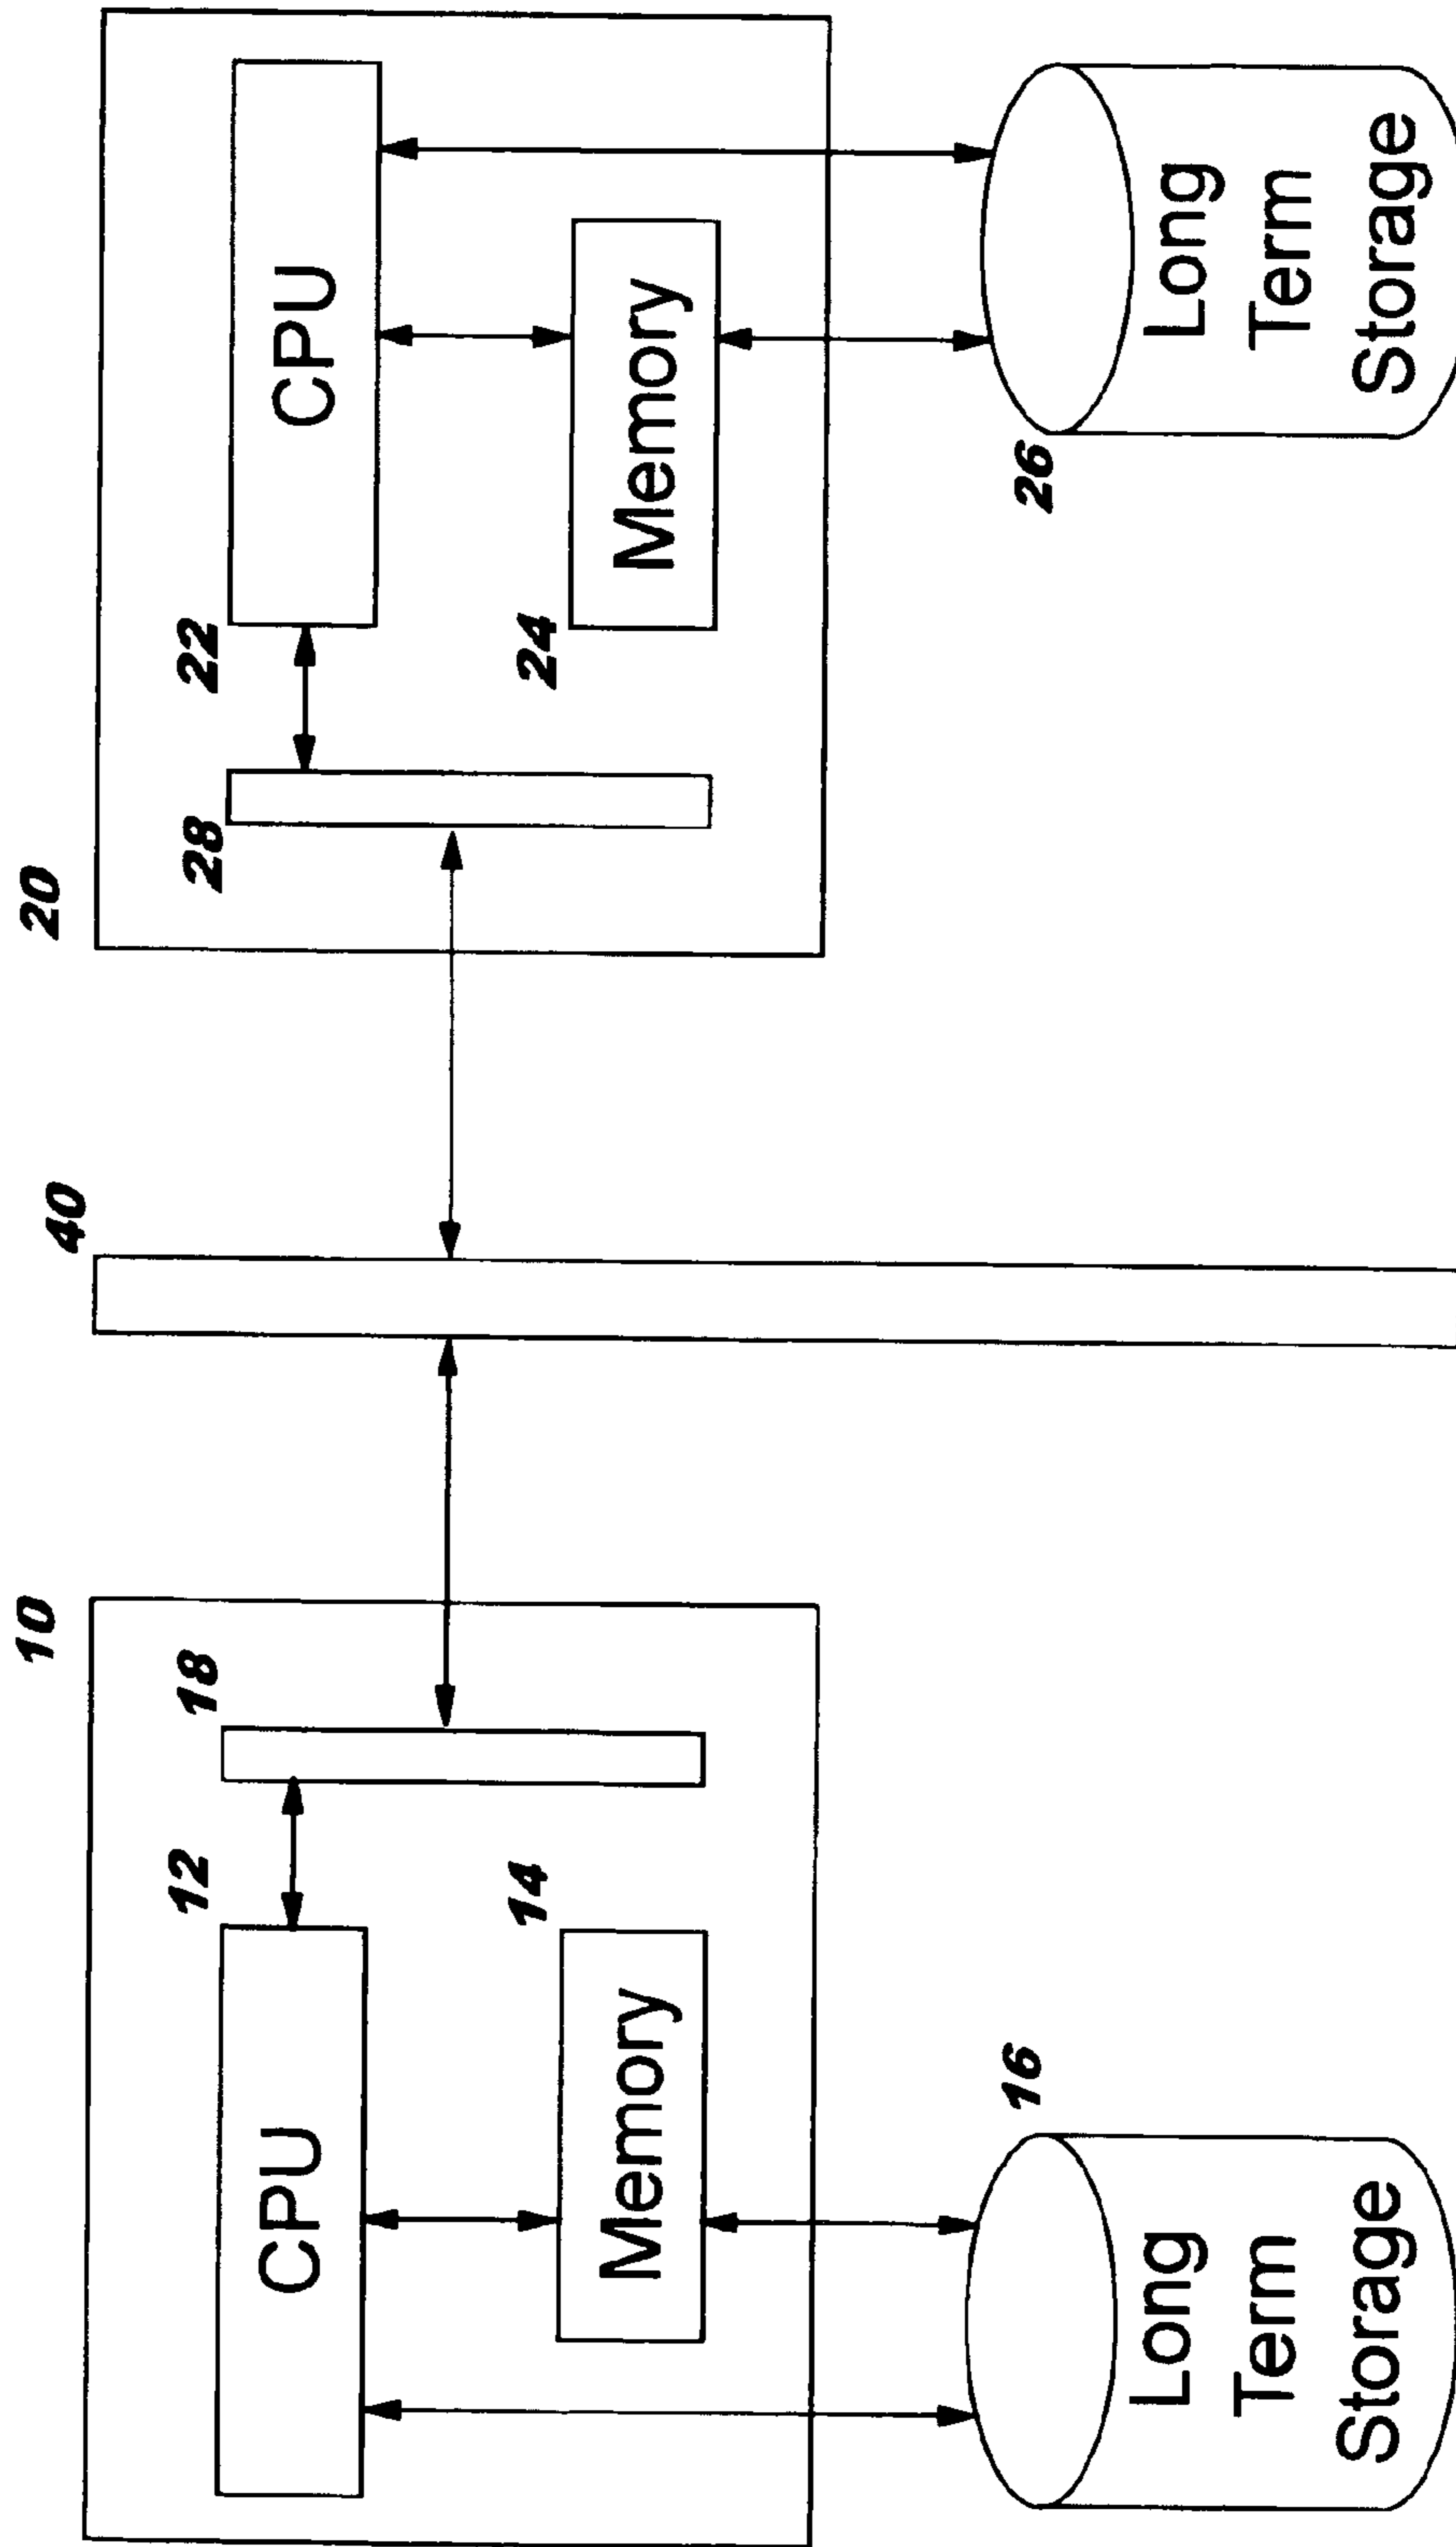 10
40
20
12
18
28
22
CPU
CPU
14
24
Memory
Memory
16
26
Long
Term
Storage
Long
Term
Storage